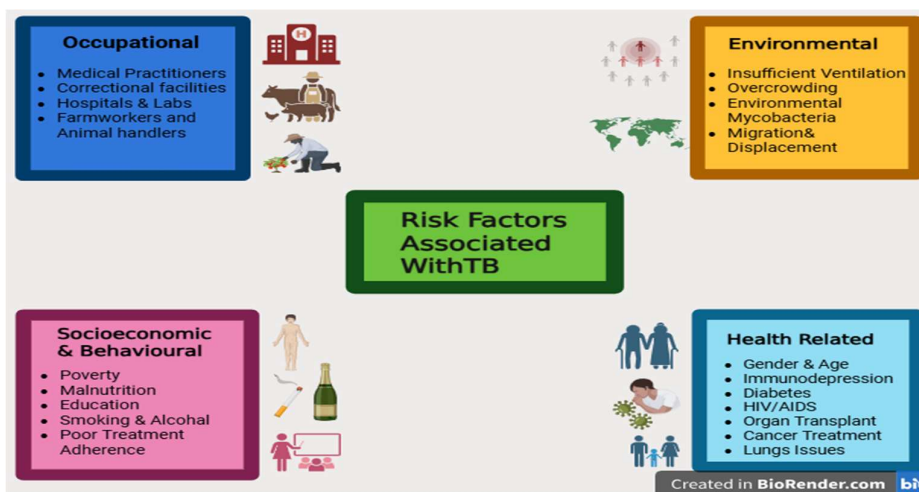 Occupational
• Medical Practitioners
• Correctional facilities
• Hospitals & Labs
• Farmworkers and
Animal handlers
H
Environmental
• Insufficient Ventilation
• Overcrowding
• Environmental
Mycobacteria
• Migration&
Displacement
Risk Factors
Associated
WithTB
Socioeconomic
& Behavioural
• Poverty
• Malnutrition
• Education
• Smoking & Alcohal
• Poor Treatment
Adherence
Health Related
• Gender & Age
• Immunodepression
• Diabetes
• HIV/AIDS
• Organ Transplant
• Cancer Treatment
• Lungs Issues
Created in BioRender.com bi